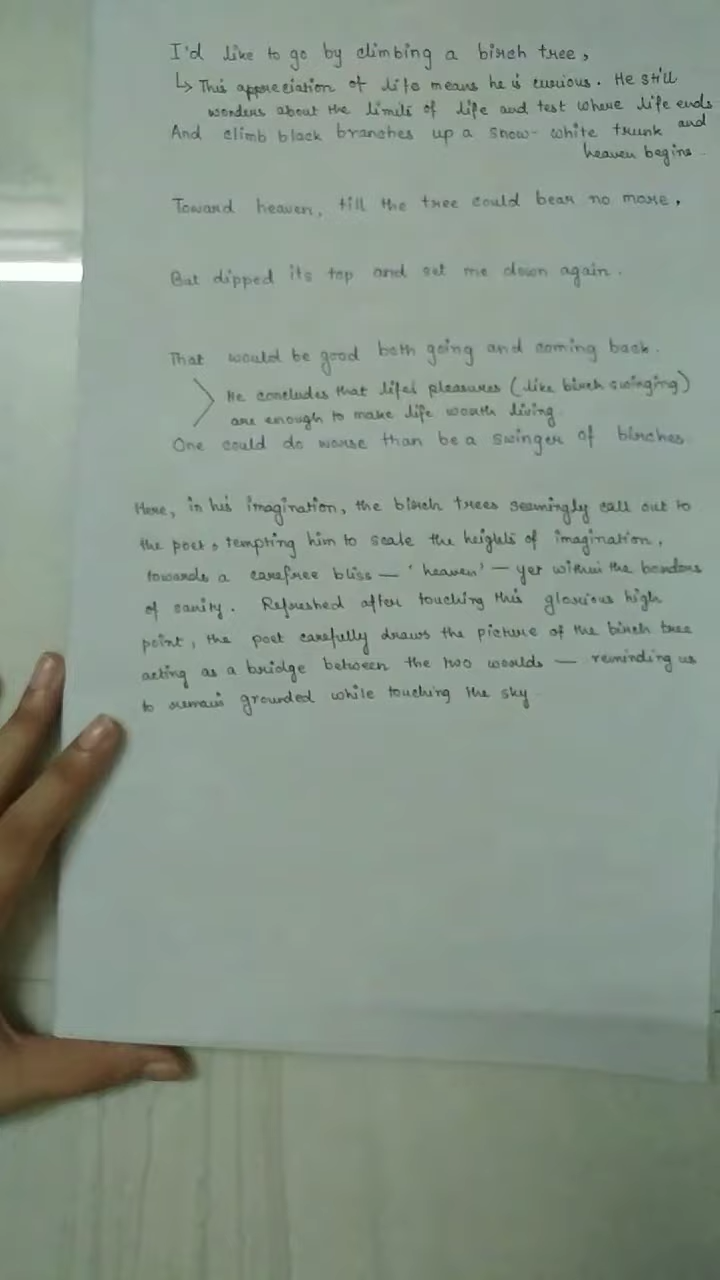 I'd like to go by climbing a birch tree,
↳ This appreciation of life means he is curious. He still
wonders about the limits of life and test where life ends
And climb black branches up a snow-white trunk and
heaven begins
Toward heaven, till the tree could bear no more,
But dipped its top and set me down again.
That would be good both going and coming back.
He concludes that life's pleasures (like birch swinging)
are enough to make life worth living
One could do worse than be a swinger of birches
Here, in his imagination, the birch trees seemingly call out to
the poet, tempting him to scale the heights of imagination,
towards a carefree bliss — 'heaven' — yet within the borders
of sanity. Refreshed after touching this glorious high
point, the poet carefully draws the picture of the birch tree
acting as a bridge between the two worlds — reminding us
to remain grounded while touching the sky